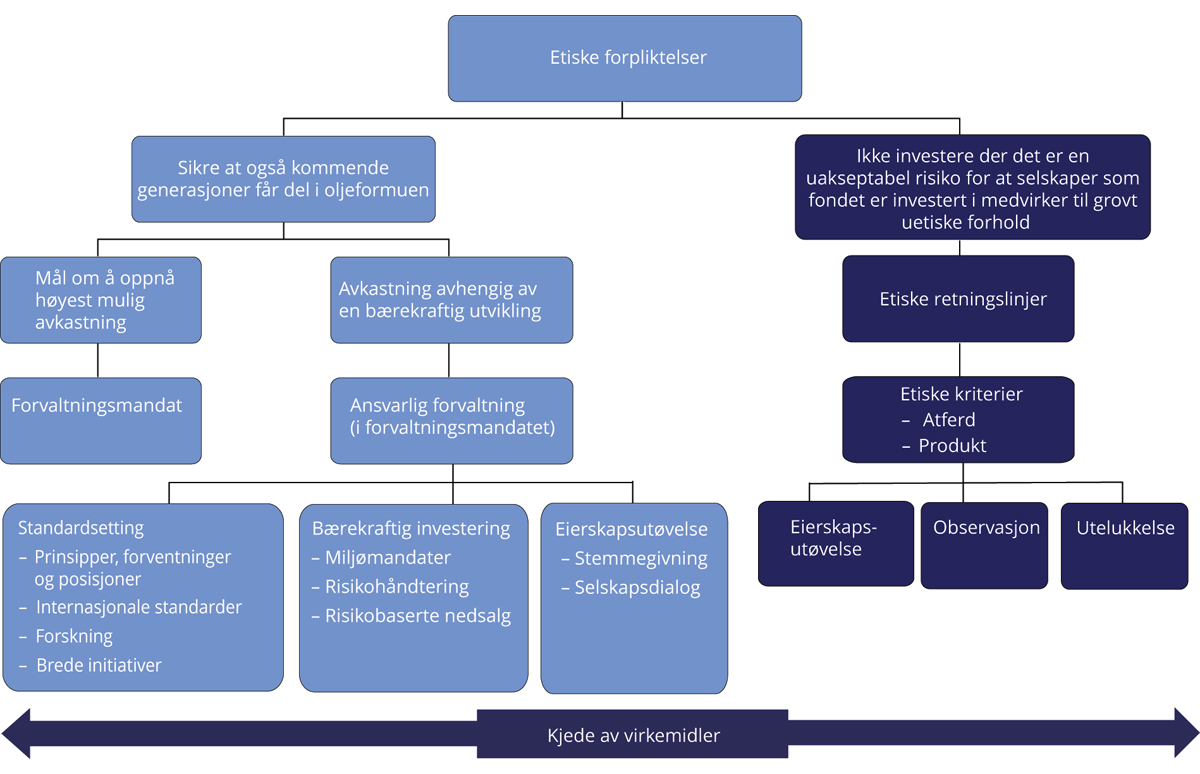 Etiske forpliktelser
Sikre at også kommende
generasjoner får del i oljeformuen
Ikke investere der det er en
uakseptabel risiko for at selskaper som
fondet er investert i medvirker til grovt
uetiske forhold
Mål om å oppnå
høyest mulig
avkastning
Avkastning avhengig av
en bærekraftig utvikling
Etiske retningslinjer
Forvaltningsmandat
Ansvarlig forvaltning
(i forvaltningsmandatet)
Etiske kriterier
– Atferd
– Produkt
Standardsetting
– Prinsipper, forventninger
og posisjoner
– Internasjonale standarder
– Forskning
– Brede initiativer
Bærekraftig investering
– Miljømandater
– Risikohåndtering
– Risikobaserte nedsalg
Eierskapsutøvelse
– Stemmegivning
– Selskapsdialog
Eierskaps-
utøvelse
Observasjon
Utelukkelse
Kjede av virkemidler